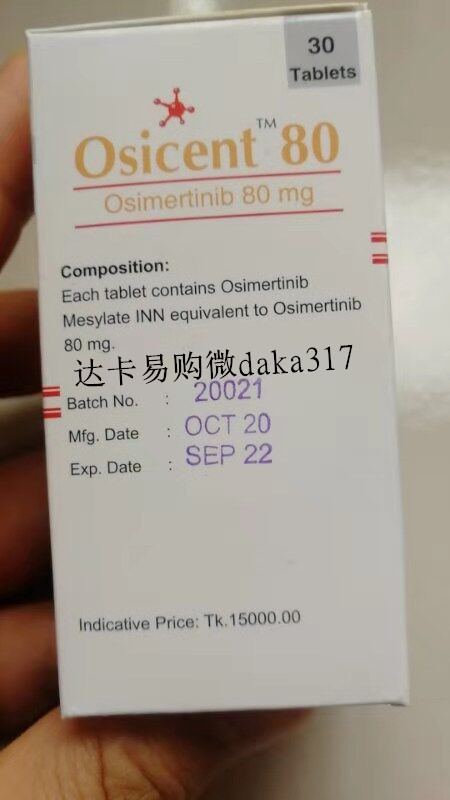 30
Tablets
Osicent™ 80
Osimertinib 80 mg
Composition:
Each tablet contains Osimertinib
Mesylate INN equivalent to Osimertinib
80 mg.
达卡易购微daka317
Batch No. : 20021
Mfg. Date : OCT 20
Exp. Date : SEP 22
Indicative Price: Tk.15000.00